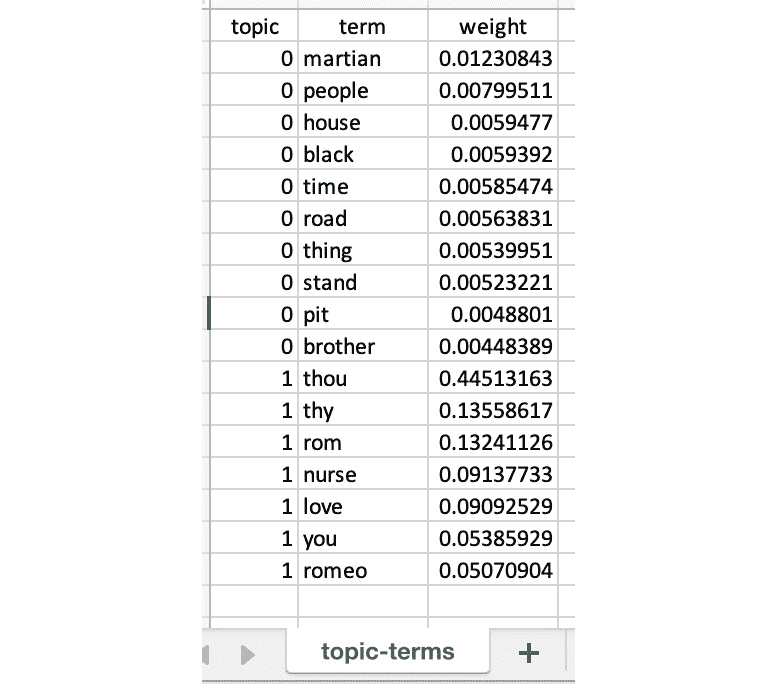 topic term weight
0 martian 0.01230843
0 people 0.00799511
0 house 0.0059477
0 black 0.0059392
0 time 0.00585474
0 road 0.00563831
0 thing 0.00539951
0 stand 0.00523221
0 pit 0.0048801
0 brother 0.00448389
1 thou 0.44513163
1 thy 0.13558617
1 rom 0.13241126
1 nurse 0.09137733
1 love 0.09092529
1 you 0.05385929
1 romeo 0.05070904
topic-terms +